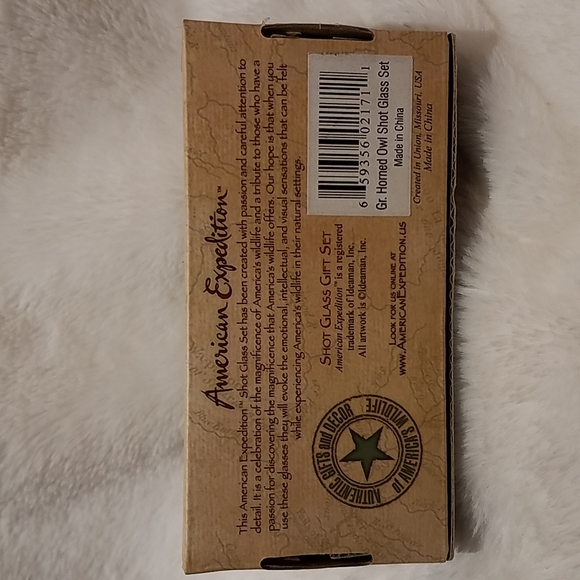 American Expedition™
This American Expedition™ Shot Glass Set has been created with passion and careful attention to
detail. It is a celebration of the magnificence of America's wildlife and a tribute to those who have a
passion for discovering the magnificence that America's wildlife offers. Our hope is that when you
use these glasses they will evoke the emotional, intellectual, and visual sensations that can be felt
while experiencing America's wildlife in their natural settings.
AUTHENTIC GIFTS and DECOR
TO AMERICA'S WILDLIFE
SHOT GLASS GIFT SET
American Expedition™ is a registered
trademark of Ideaman, Inc.
All artwork is ©Ideaman, Inc.
LOOK FOR US ONLINE AT
WWW.AMERICANEXPEDITION.US
6 59356 02171 1
Gr. Horned Owl Shot Glass Set
Made in China
Created in Union, Missouri, USA
Made in China